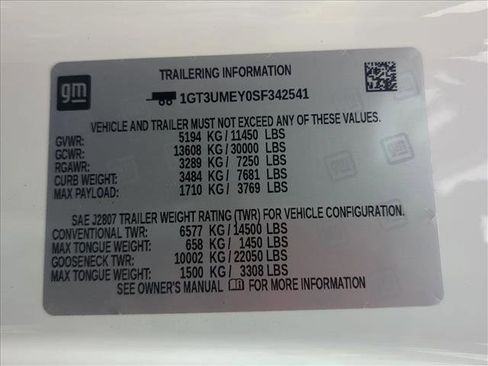 gm
TRAILERING INFORMATION
1GT3UMEY0SF342541
VEHICLE AND TRAILER MUST NOT EXCEED ANY OF THESE VALUES.
GVWR: 5194 KG / 11450 LBS
GCWR: 13608 KG / 30000 LBS
RGAWR: 3289 KG / 7250 LBS
CURB WEIGHT: 3484 KG / 7681 LBS
MAX PAYLOAD: 1710 KG / 3769 LBS
SAE J2807 TRAILER WEIGHT RATING (TWR) FOR VEHICLE CONFIGURATION.
CONVENTIONAL TWR: 6577 KG / 14500 LBS
MAX TONGUE WEIGHT: 658 KG / 1450 LBS
GOOSENECK TWR: 10002 KG / 22050 LBS
MAX TONGUE WEIGHT: 1500 KG / 3308 LBS
SEE OWNER'S MANUAL FOR MORE INFORMATION